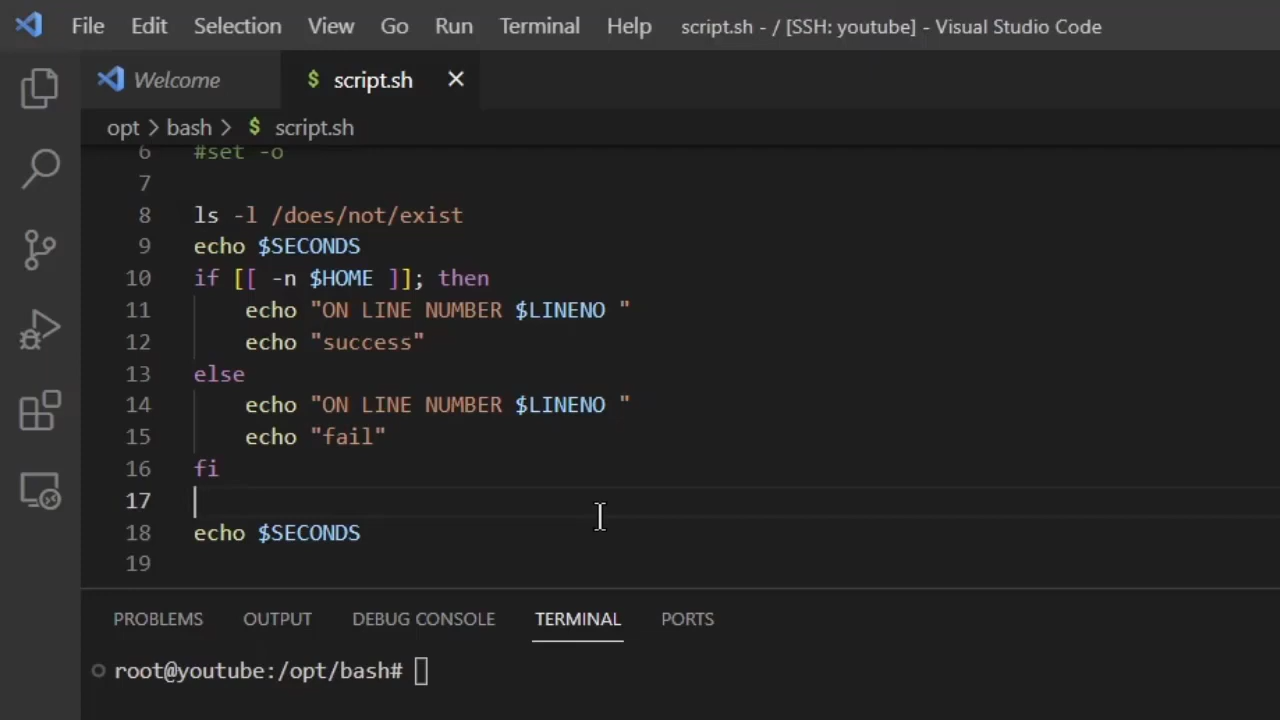 File Edit Selection View Go Run Terminal Help script.sh - / [SSH: youtube] - Visual Studio Code
Welcome $ script.sh ×
opt > bash > $ script.sh
6 #set -o
7
8 ls -l /does/not/exist
9 echo $SECONDS
10 if [[ -n $HOME ]]; then
11 echo "ON LINE NUMBER $LINENO "
12 echo "success"
13 else
14 echo "ON LINE NUMBER $LINENO "
15 echo "fail"
16 fi
17
18 echo $SECONDS
19
PROBLEMS OUTPUT DEBUG CONSOLE TERMINAL PORTS
root@youtube:/opt/bash#